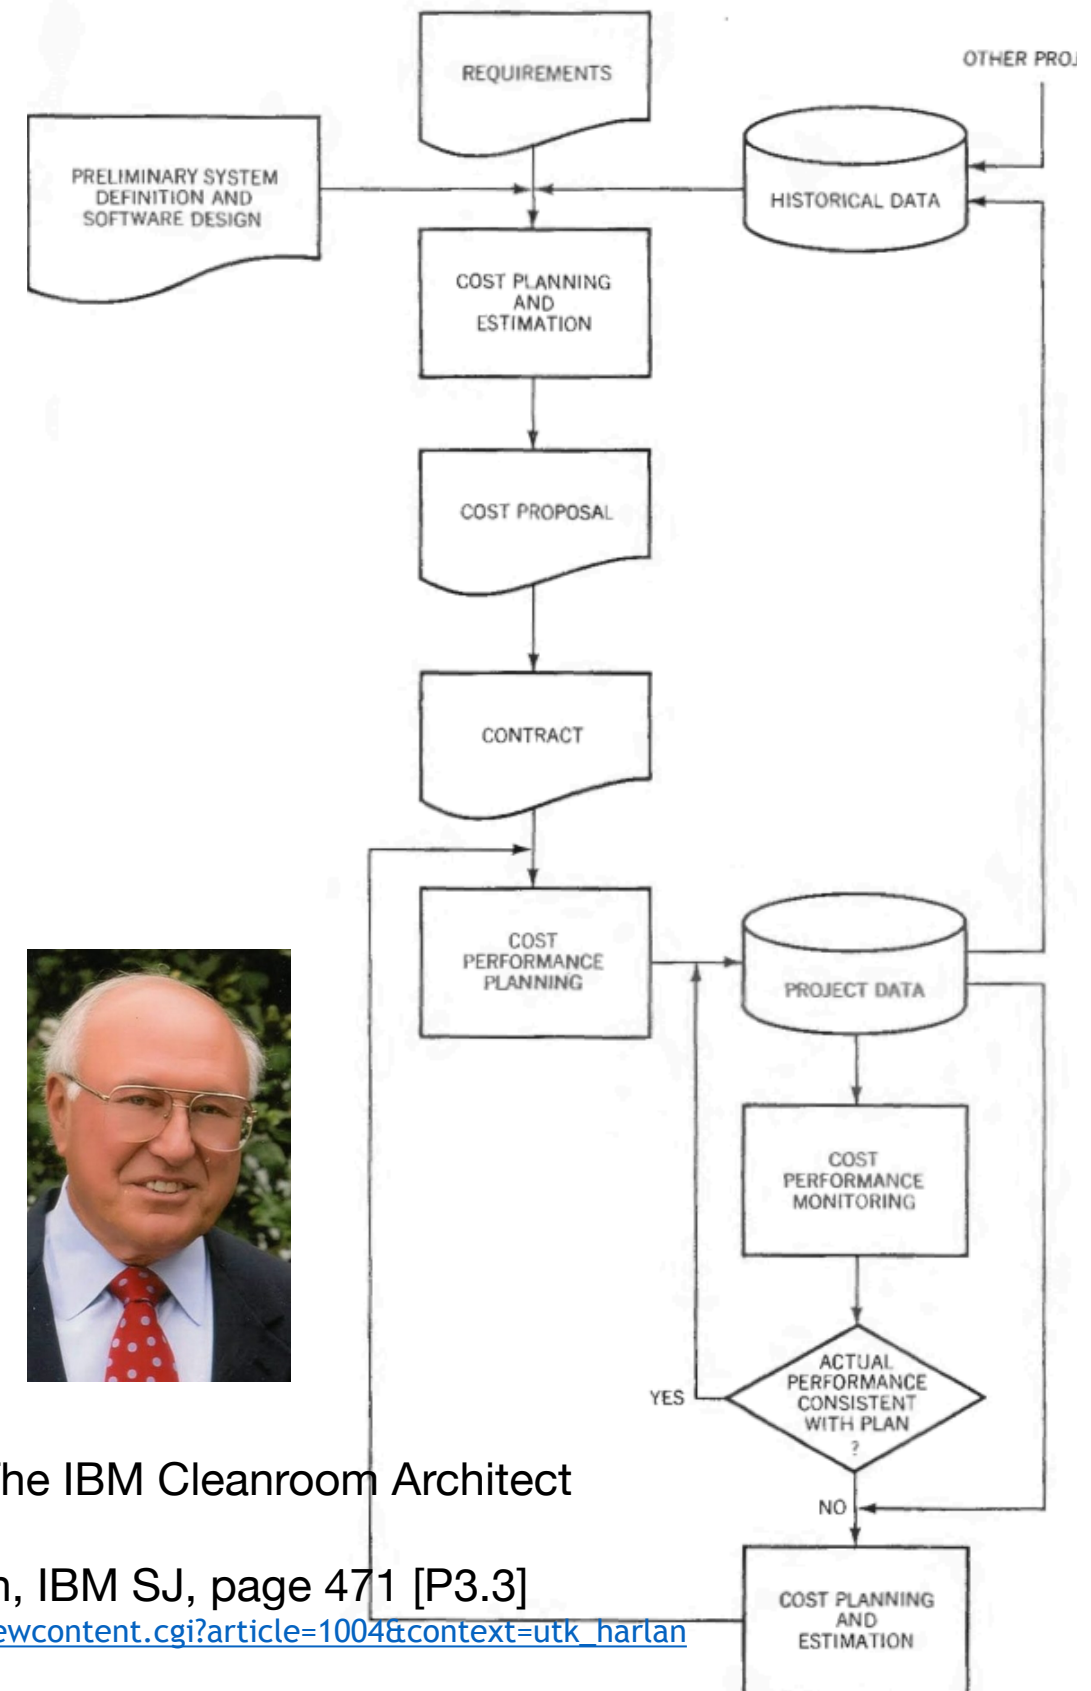 REQUIREMENTS
OTHER PROJ
PRELIMINARY SYSTEM
DEFINITION AND
SOFTWARE DESIGN
HISTORICAL DATA
COST PLANNING
AND
ESTIMATION
COST PROPOSAL
CONTRACT
COST
PERFORMANCE
PLANNING
PROJECT DATA
COST
PERFORMANCE
MONITORING
ACTUAL
PERFORMANCE
CONSISTENT
WITH PLAN
?
YES
NO
COST PLANNING
AND
ESTIMATION
he IBM Cleanroom Architect
n, IBM SJ, page 471 [P3.3]
ewcontent.cgi?article=1004&context=utk_harlan